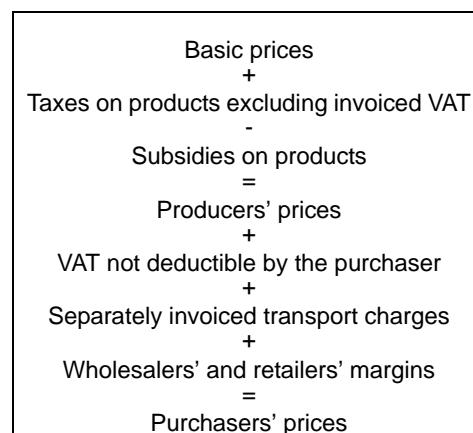 Basic prices
+
Taxes on products excluding invoiced VAT
-
Subsidies on products
=
Producers’ prices
+
VAT not deductible by the purchaser
+
Separately invoiced transport charges
+
Wholesalers’ and retailers’ margins
=
Purchasers’ prices